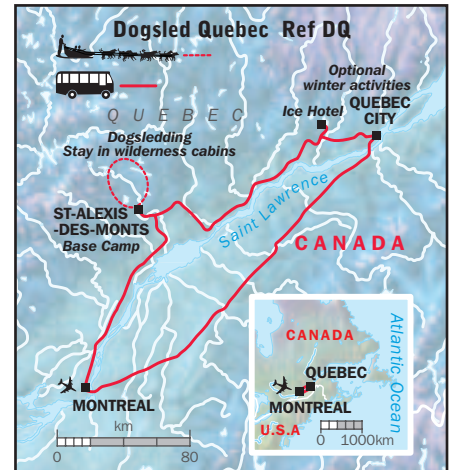 Dogsled Quebec Ref DQ
QUEBEC
Optional
winter activities
Ice Hotel
QUEBEC
CITY
Dogsledding
Stay in wilderness cabins
ST-ALEXIS
-DES-MONTS
Base Camp
Saint Lawrence
CANADA
MONTREAL
km
0 80
CANADA
Atlantic Ocean
QUEBEC
MONTREAL
U.S.A
0 1000km